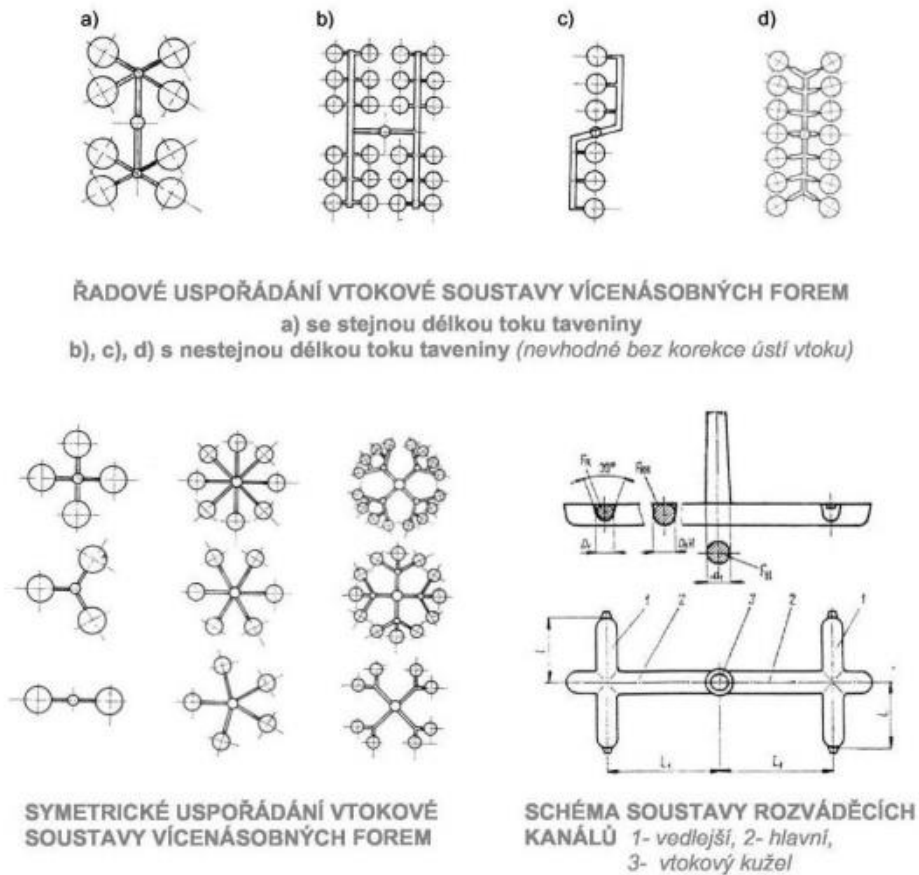 a) b) c) d)
ŘADOVÉ USPOŘÁDÁNÍ VTOKOVÉ SOUSTAVY VÍCENÁSOBNÝCH FOREM
a) se stejnou délkou toku taveniny
b), c), d) s nestejnou délkou toku taveniny (nevhodné bez korekce ústí vtoku)
1 2 3 2 1
L₁ L₂
SYMETRICKÉ USPOŘÁDÁNÍ VTOKOVÉ
SOUSTAVY VÍCENÁSOBNÝCH FOREM
SCHÉMA SOUSTAVY ROZVÁDĚCÍCH
KANÁLŮ 1- vedlejší, 2- hlavní,
3- vtokový kužel